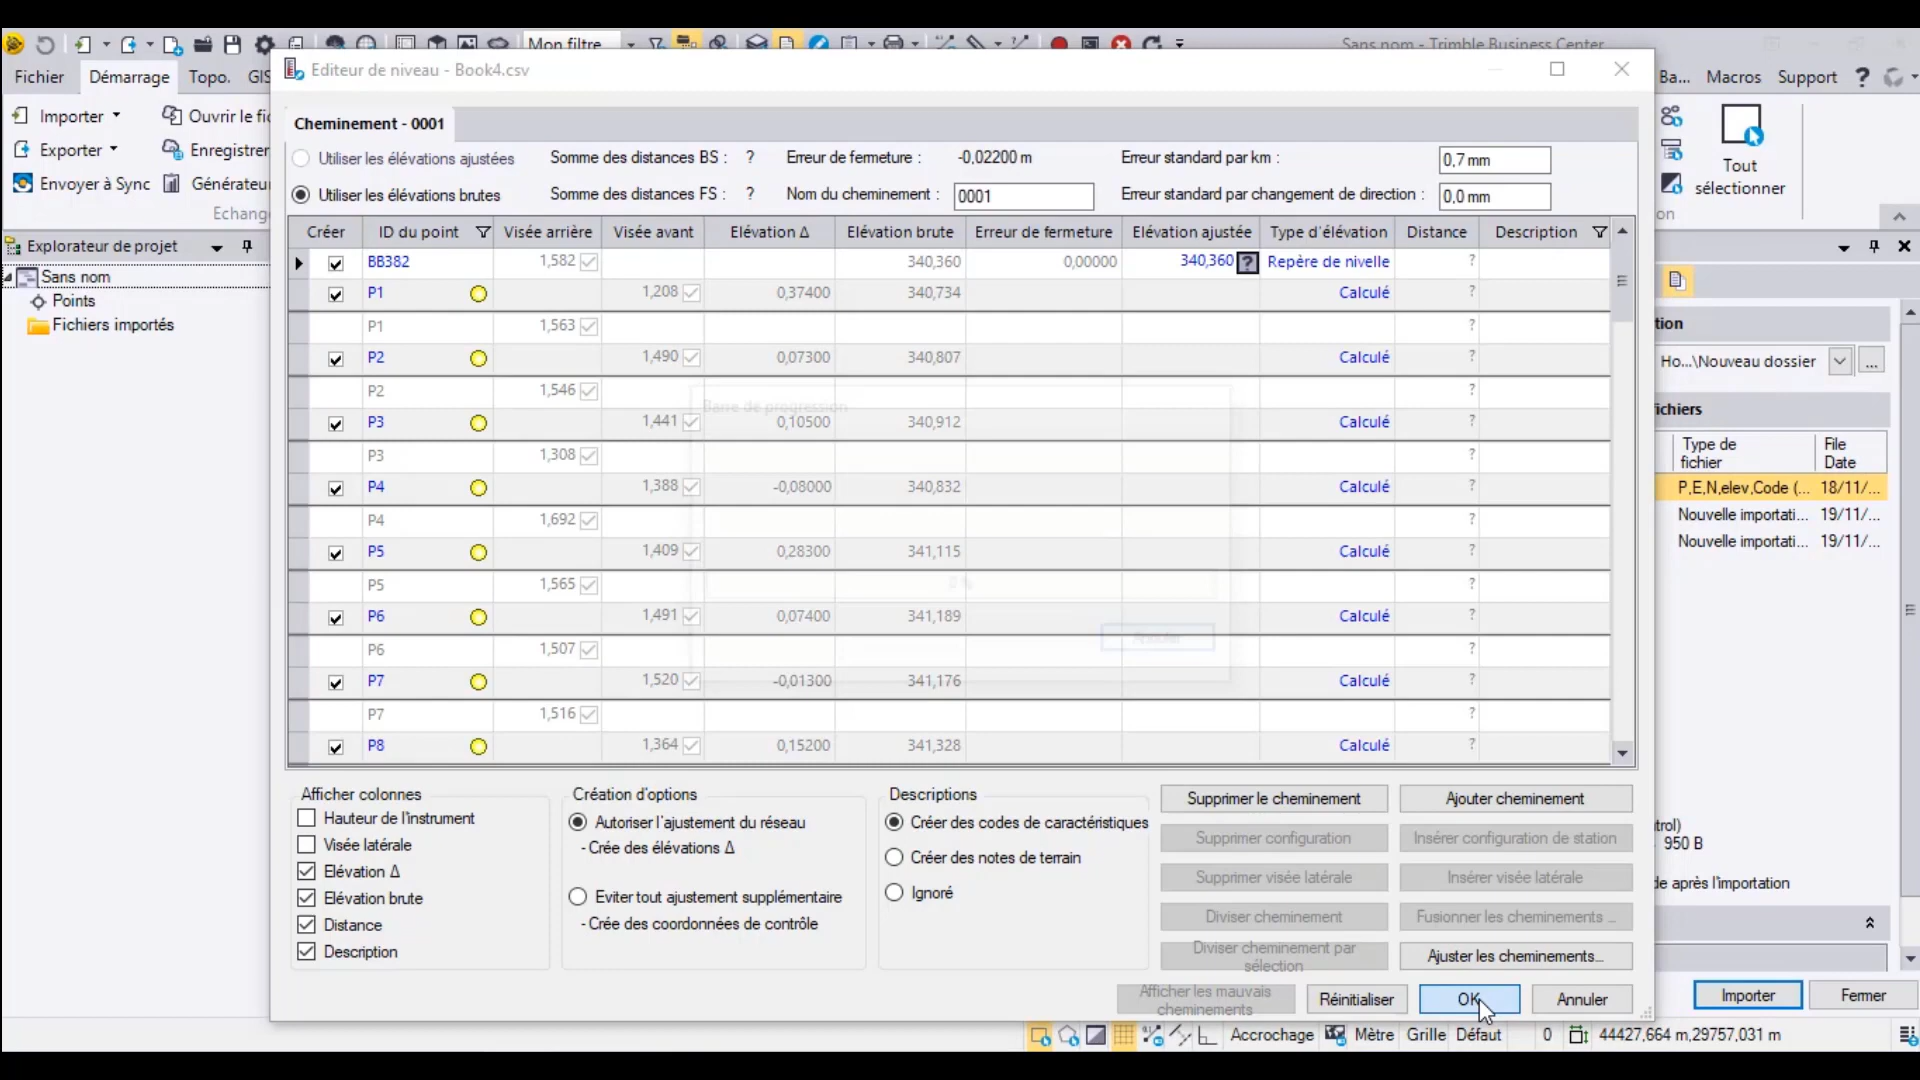 Mon filtre
Sans nom - Trimble Business Center
Fichier
Démarrage
Topo.
GIS
Ba...
Macros
Support
Importer
Ouvrir le fic
Exporter
Enregistrer
Envoyer à Sync
Générateu
Echang
Tout
sélectionner
on
Explorateur de projet
Sans nom
Points
Fichiers importés
Editeur de niveau - Book4.csv
Cheminement - 0001
Utiliser les élévations ajustées
Somme des distances BS : ?
Erreur de fermeture : -0,02200 m
Erreur standard par km : 0,7 mm
Utiliser les élévations brutes
Somme des distances FS : ?
Nom du cheminement : 0001
Erreur standard par changement de direction : 0,0 mm
Créer ID du point Visée arrière Visée avant Elévation Δ Elévation brute Erreur de fermeture Elévation ajustée Type d'élévation Distance Description
BB382 1,582 340,360 0,00000 340,360 ? Repère de nivelle ?
P1 1,208 0,37400 340,734 Calculé ?
P1 1,563 ?
P2 1,490 0,07300 340,807 Calculé ?
P2 1,546 ?
P3 1,441 0,10500 340,912 Calculé ?
P3 1,308 ?
P4 1,388 -0,08000 340,832 Calculé ?
P4 1,692 ?
P5 1,409 0,28300 341,115 Calculé ?
P5 1,565 ?
P6 1,491 0,07400 341,189 Calculé ?
P6 1,507 ?
P7 1,520 -0,01300 341,176 Calculé ?
P7 1,516 ?
P8 1,364 0,15200 341,328 Calculé ?
Barre de progression
0 %
Annuler
Afficher colonnes
Hauteur de l'instrument
Visée latérale
Elévation Δ
Elévation brute
Distance
Description
Création d'options
Autoriser l'ajustement du réseau
- Crée des élévations Δ
Eviter tout ajustement supplémentaire
- Crée des coordonnées de contrôle
Descriptions
Créer des codes de caractéristiques
Créer des notes de terrain
Ignoré
Supprimer le cheminement
Ajouter cheminement
Supprimer configuration
Insérer configuration de station
Supprimer visée latérale
Insérer visée latérale
Diviser cheminement
Fusionner les cheminements ...
Diviser cheminement par
sélection
Ajuster les cheminements...
Afficher les mauvais
cheminements
Réinitialiser
OK
Annuler
tion
Ho...\Nouveau dossier
...
ichiers
Type de
fichier
File
Date
P,E,N,elev,Code (... 18/11/...
Nouvelle importati... 19/11/...
Nouvelle importati... 19/11/...
trol)
950 B
de après l'importation
Importer
Fermer
Accrochage
Mètre
Grille
Défaut
0
44427,664 m,29757,031 m